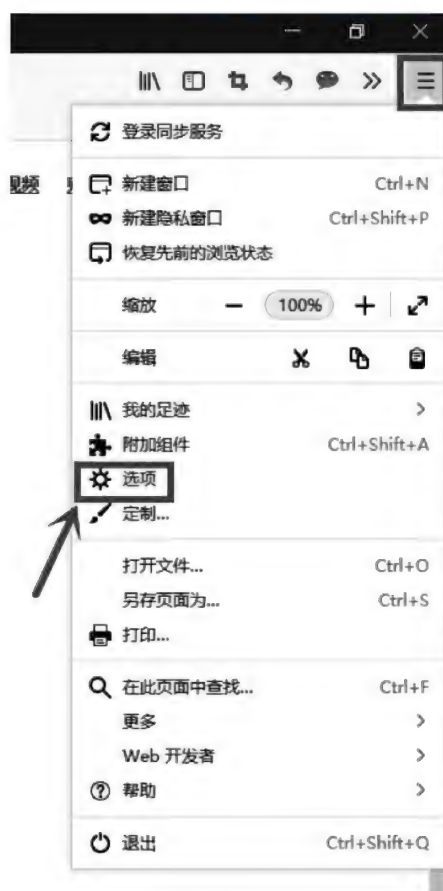 登录同步服务
视频
新建窗口 Ctrl+N
新建隐私窗口 Ctrl+Shift+P
恢复先前的浏览状态
缩放 − 100% +
编辑
我的足迹
附加组件 Ctrl+Shift+A
选项
定制...
打开文件... Ctrl+O
另存页面为... Ctrl+S
打印...
在此页面中查找... Ctrl+F
更多
Web 开发者
帮助
退出 Ctrl+Shift+Q